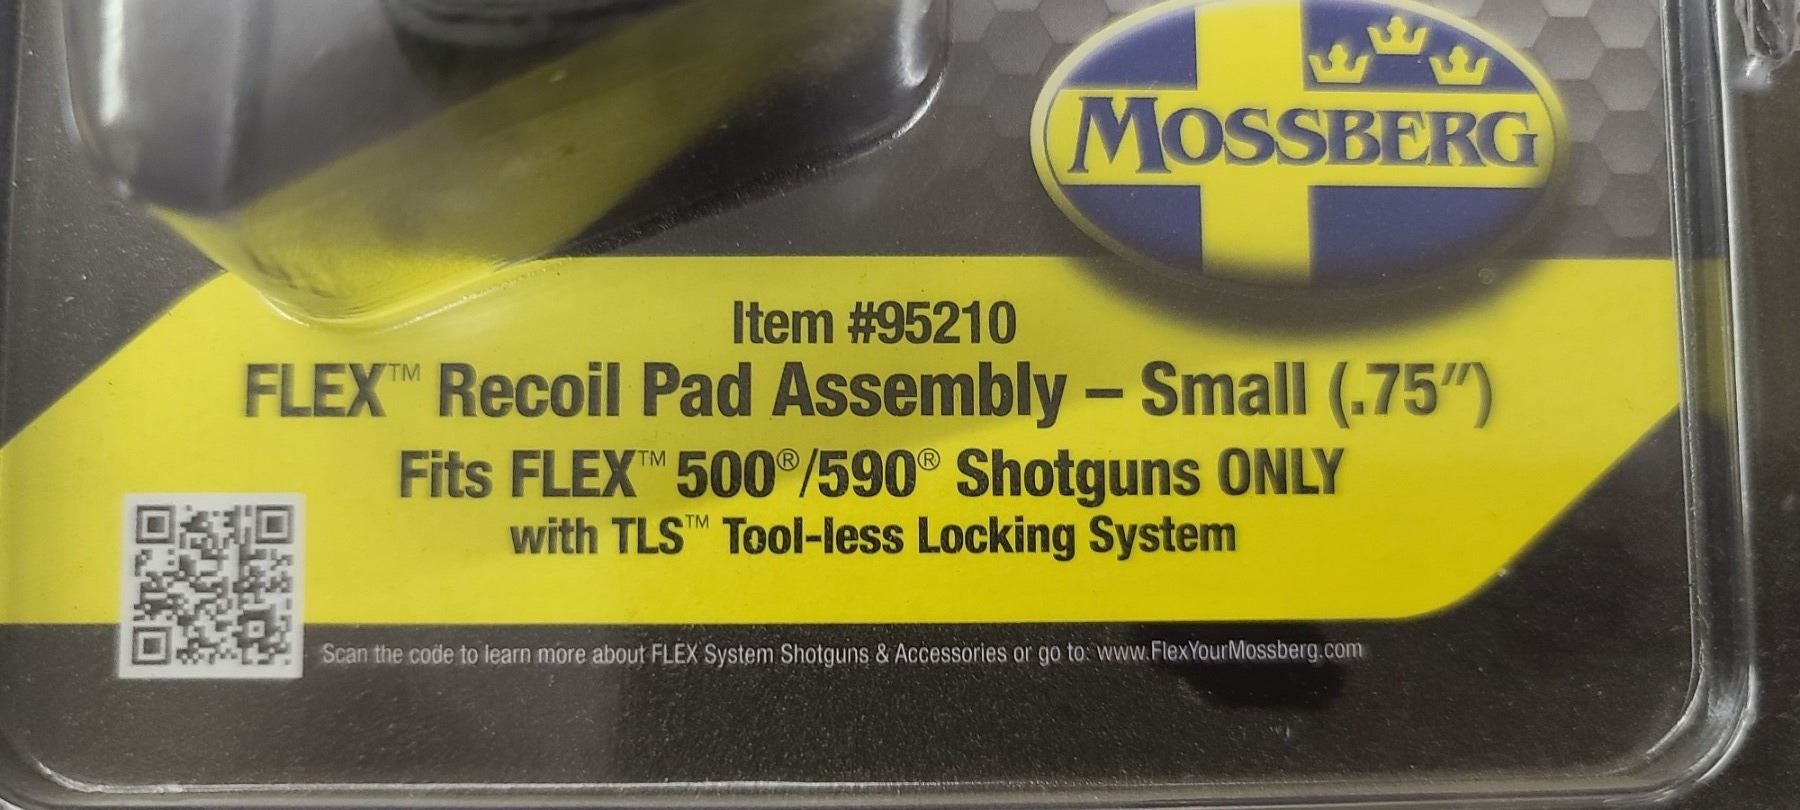 MOSSBERG
®
Item #95210
FLEX™ Recoil Pad Assembly – Small (.75″)
Fits FLEX™ 500®/590® Shotguns ONLY
with TLS™ Tool-less Locking System
Scan the code to learn more about FLEX System Shotguns & Accessories or go to: www.FlexYourMossberg.com